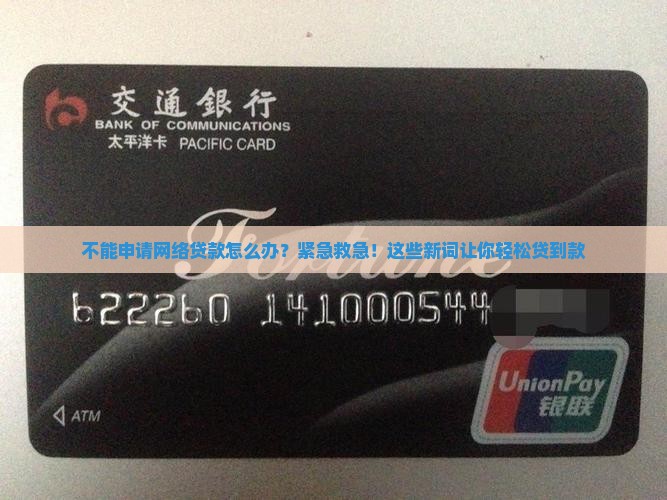 交通銀行
BANK OF COMMUNICATIONS
太平洋卡 PACIFIC CARD
Fortune
不能申请网络贷款怎么办？紧急救急！这些新词让你轻松贷到款
622260 141000544
UnionPay
银联
ATM